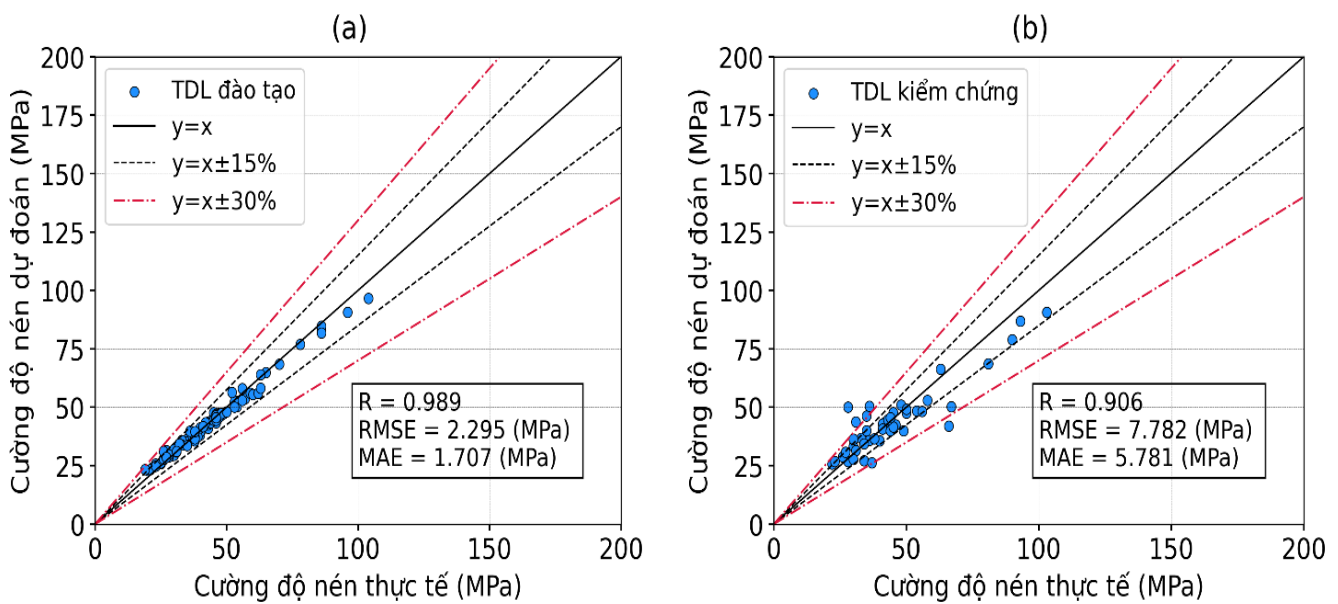 (a)
Cường độ nén dự đoán (MPa)
200
175
150
125
100
75
50
25
0
TDL đào tạo
y=x
y=x±15%
y=x±30%
R = 0.989
RMSE = 2.295 (MPa)
MAE = 1.707 (MPa)
0
50
100
150
200
Cường độ nén thực tế (MPa)
(b)
Cường độ nén dự đoán (MPa)
200
175
150
125
100
75
50
25
0
TDL kiểm chứng
y=x
y=x±15%
y=x±30%
R = 0.906
RMSE = 7.782 (MPa)
MAE = 5.781 (MPa)
0
50
100
150
200
Cường độ nén thực tế (MPa)